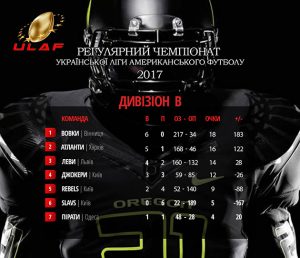 ULAF
РЕГУЛЯРНИЙ ЧЕМПІОНАТ
УКРАЇНСЬКОЇ ЛІГИ АМЕРИКАНСЬКОГО ФУТБОЛУ
2017
ДИВІЗІОН В
КОМАНДА В П ОЗ - ОП ОЧКИ +/-
1 ВОВКИ | Вінниця 6 0 217 - 34 18 183
2 АТЛАНТИ | Харків 5 1 168 - 46 16 122
3 ЛЕВИ | Львів 4 2 160 - 132 14 28
4 ДЖОКЕРИ | Київ 3 3 59 - 85 12 -26
5 REBELS | Київ 2 4 52 - 140 9 -88
6 SLAVS | Київ 0 6 22 - 189 5 -167
7 ПІРАТИ | Одеса 1 1 48 - 28 4 20
OREGON
21